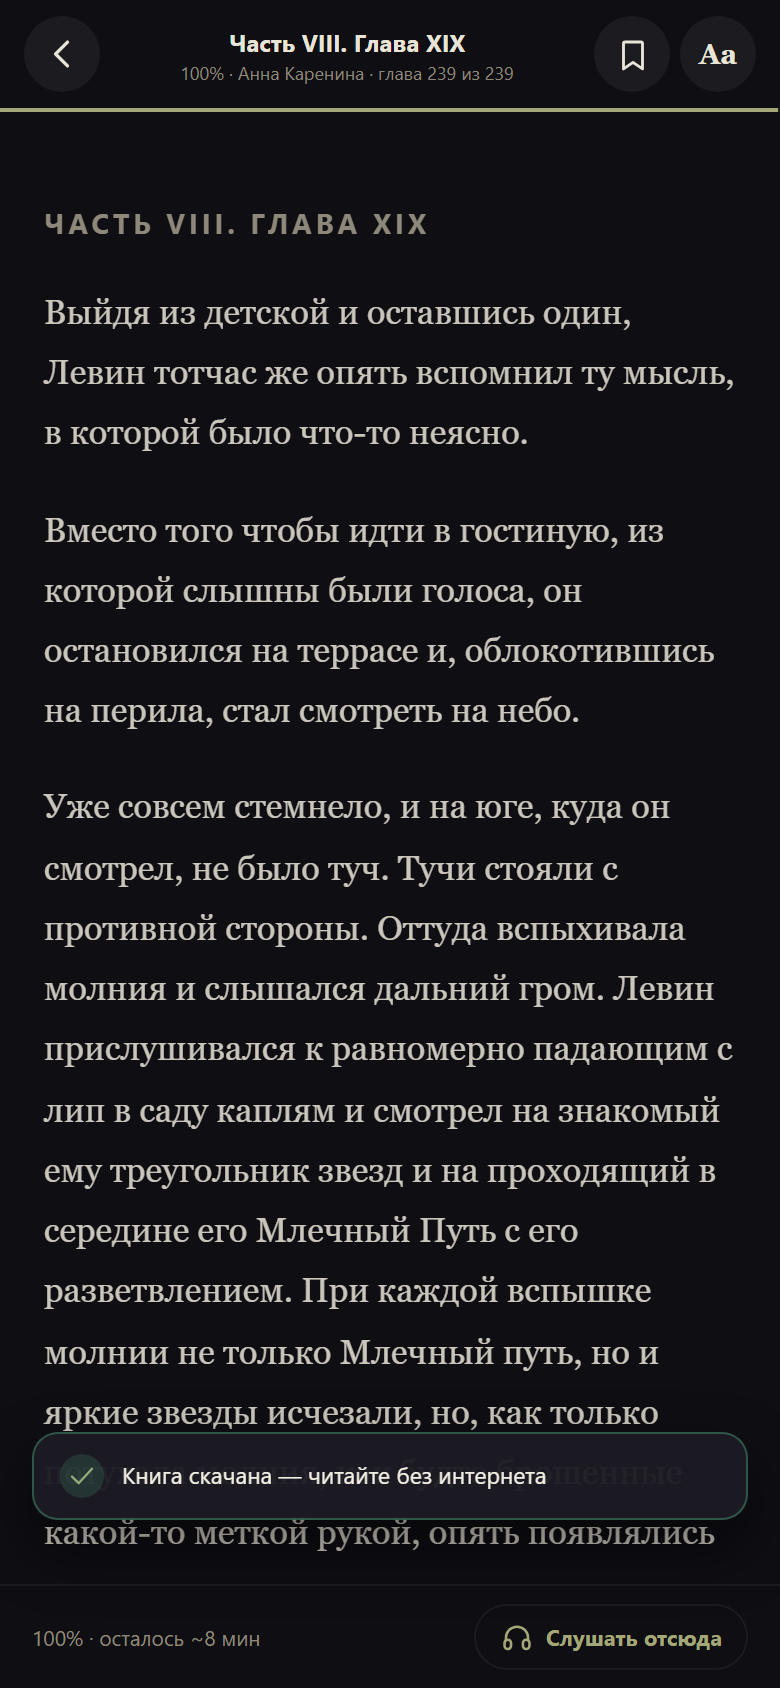 Часть VIII. Глава XIX
100% · Анна Каренина · глава 239 из 239
Aa
ЧАСТЬ VIII. ГЛАВА XIX
Выйдя из детской и оставшись один,
Левин тотчас же опять вспомнил ту мысль,
в которой было что-то неясно.
Вместо того чтобы идти в гостиную, из
которой слышны были голоса, он
остановился на террасе и, облокотившись
на перила, стал смотреть на небо.
Уже совсем стемнело, и на юге, куда он
смотрел, не было туч. Тучи стояли с
противной стороны. Оттуда вспыхивала
молния и слышался дальний гром. Левин
прислушивался к равномерно падающим с
лип в саду каплям и смотрел на знакомый
ему треугольник звезд и на проходящий в
середине его Млечный Путь с его
разветвлением. При каждой вспышке
молнии не только Млечный путь, но и
яркие звезды исчезали, но, как только
Книга скачана — читайте без интернета
какой-то меткой рукой, опять появлялись
100% · осталось ~8 мин
Слушать отсюда